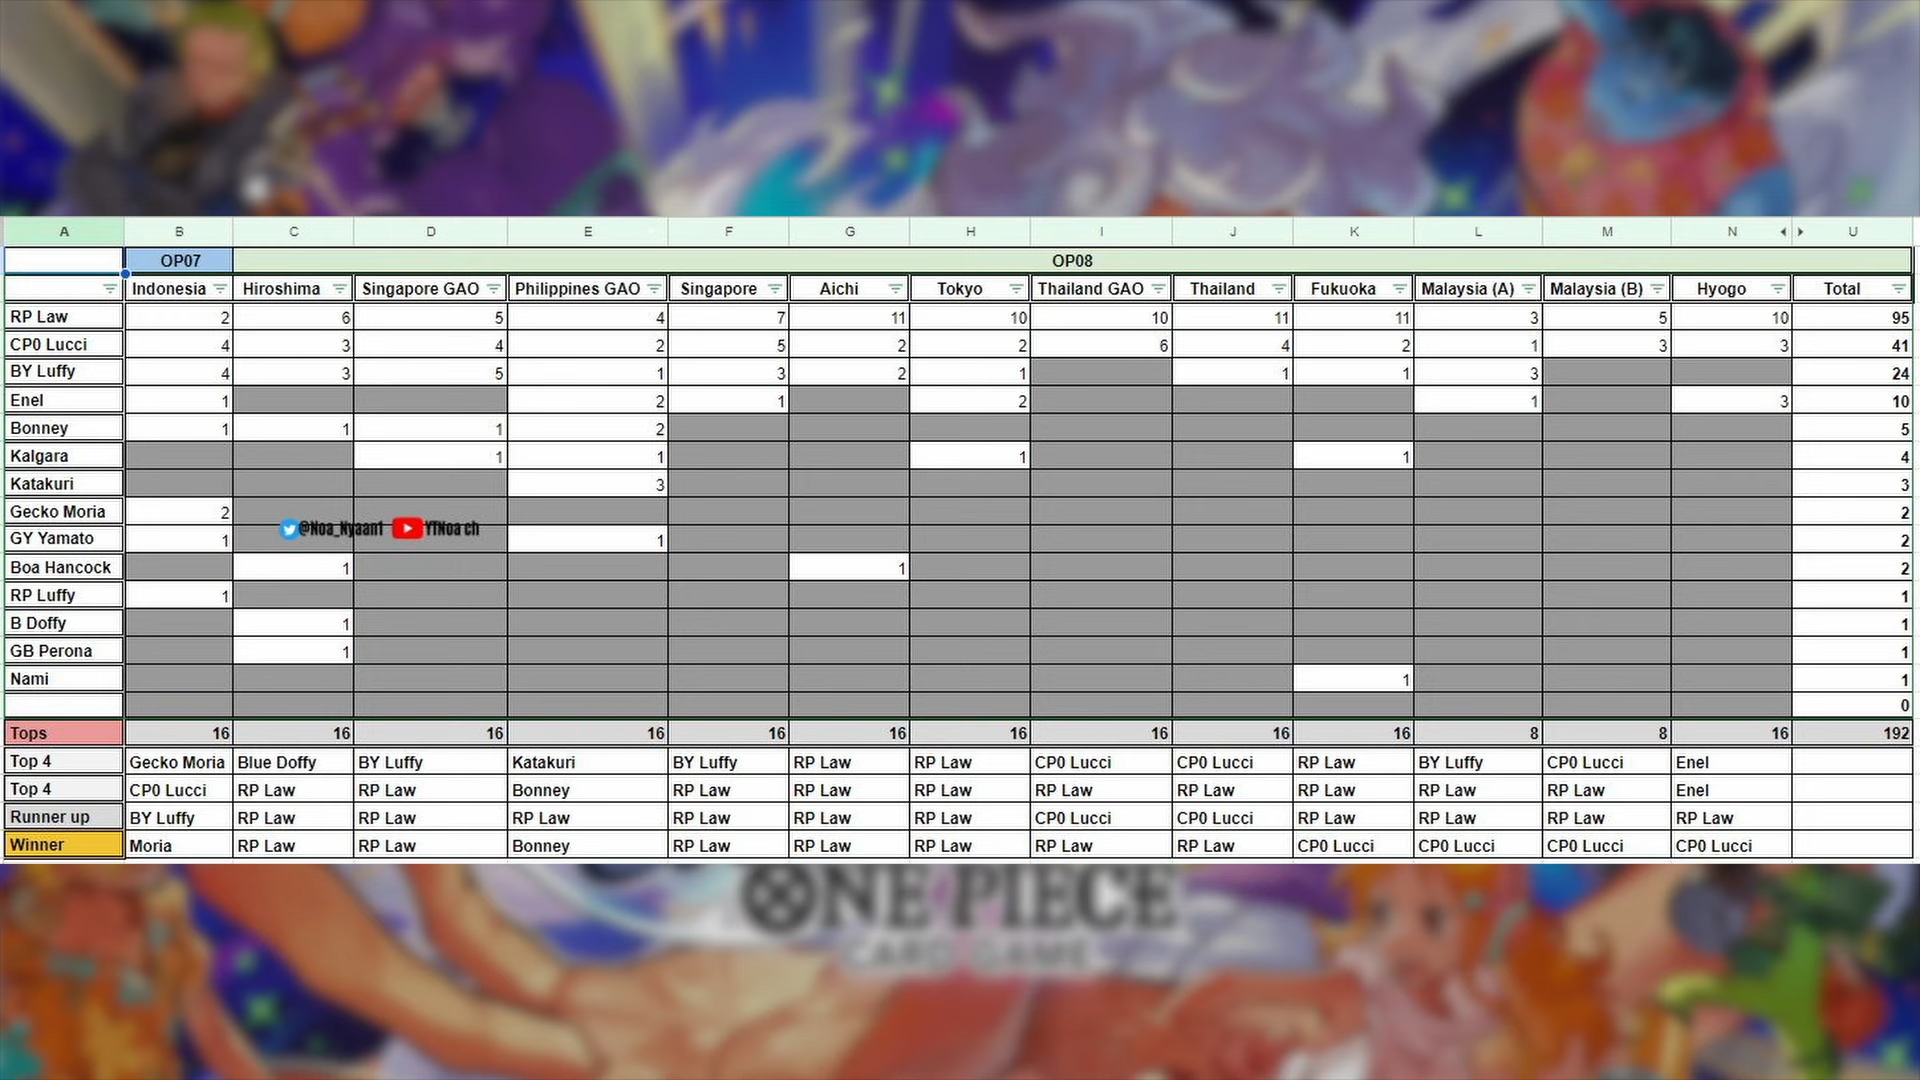 A B C D E F G H I J K L M N U
OP07 OP08
Indonesia Hiroshima Singapore GAO Philippines GAO Singapore Aichi Tokyo Thailand GAO Thailand Fukuoka Malaysia (A) Malaysia (B) Hyogo Total
RP Law 2 6 5 4 7 11 10 10 11 11 3 5 10 95
CP0 Lucci 4 3 4 2 5 2 2 6 4 2 1 3 3 41
BY Luffy 4 3 5 1 3 2 1 1 1 3 24
Enel 1 2 1 2 1 3 10
Bonney 1 1 1 2 5
Kalgara 1 1 1 1 4
Katakuri 3 3
Gecko Moria 2 2
@Noa_Nyaan1 YTNoa ch
GY Yamato 1 1 2
Boa Hancock 1 1 2
RP Luffy 1 1
B Doffy 1 1
GB Perona 1 1
Nami 1 1
0
Tops 16 16 16 16 16 16 16 16 16 16 8 8 16 192
Top 4 Gecko Moria Blue Doffy BY Luffy Katakuri BY Luffy RP Law RP Law CP0 Lucci CP0 Lucci RP Law BY Luffy CP0 Lucci Enel
Top 4 CP0 Lucci RP Law RP Law Bonney RP Law RP Law RP Law RP Law RP Law RP Law RP Law RP Law Enel
Runner up BY Luffy RP Law RP Law RP Law RP Law RP Law RP Law CP0 Lucci CP0 Lucci RP Law RP Law RP Law RP Law
Winner Moria RP Law RP Law Bonney RP Law RP Law RP Law RP Law RP Law CP0 Lucci CP0 Lucci CP0 Lucci CP0 Lucci
ONE PIECE
CARD GAME